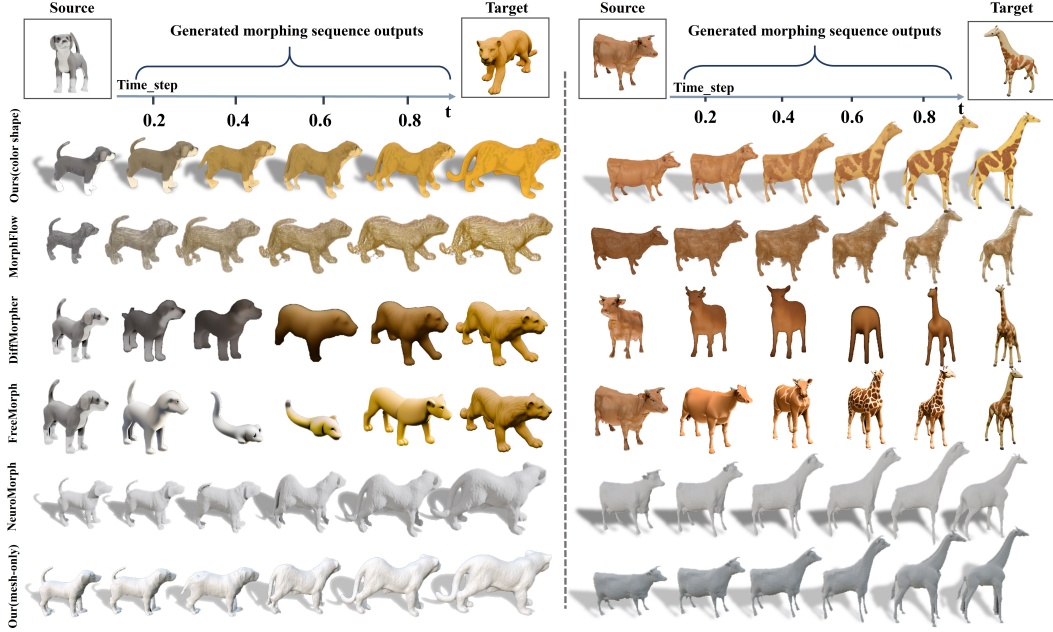 Source
Generated morphing sequence outputs
Target
Time_step
0.2
0.4
0.6
0.8
t
Source
Generated morphing sequence outputs
Target
Time_step
0.2
0.4
0.6
0.8
t
Ours(color shape)
MorphFlow
DiffMorpher
FreeMorph
NeuroMorph
Our(mesh-only)